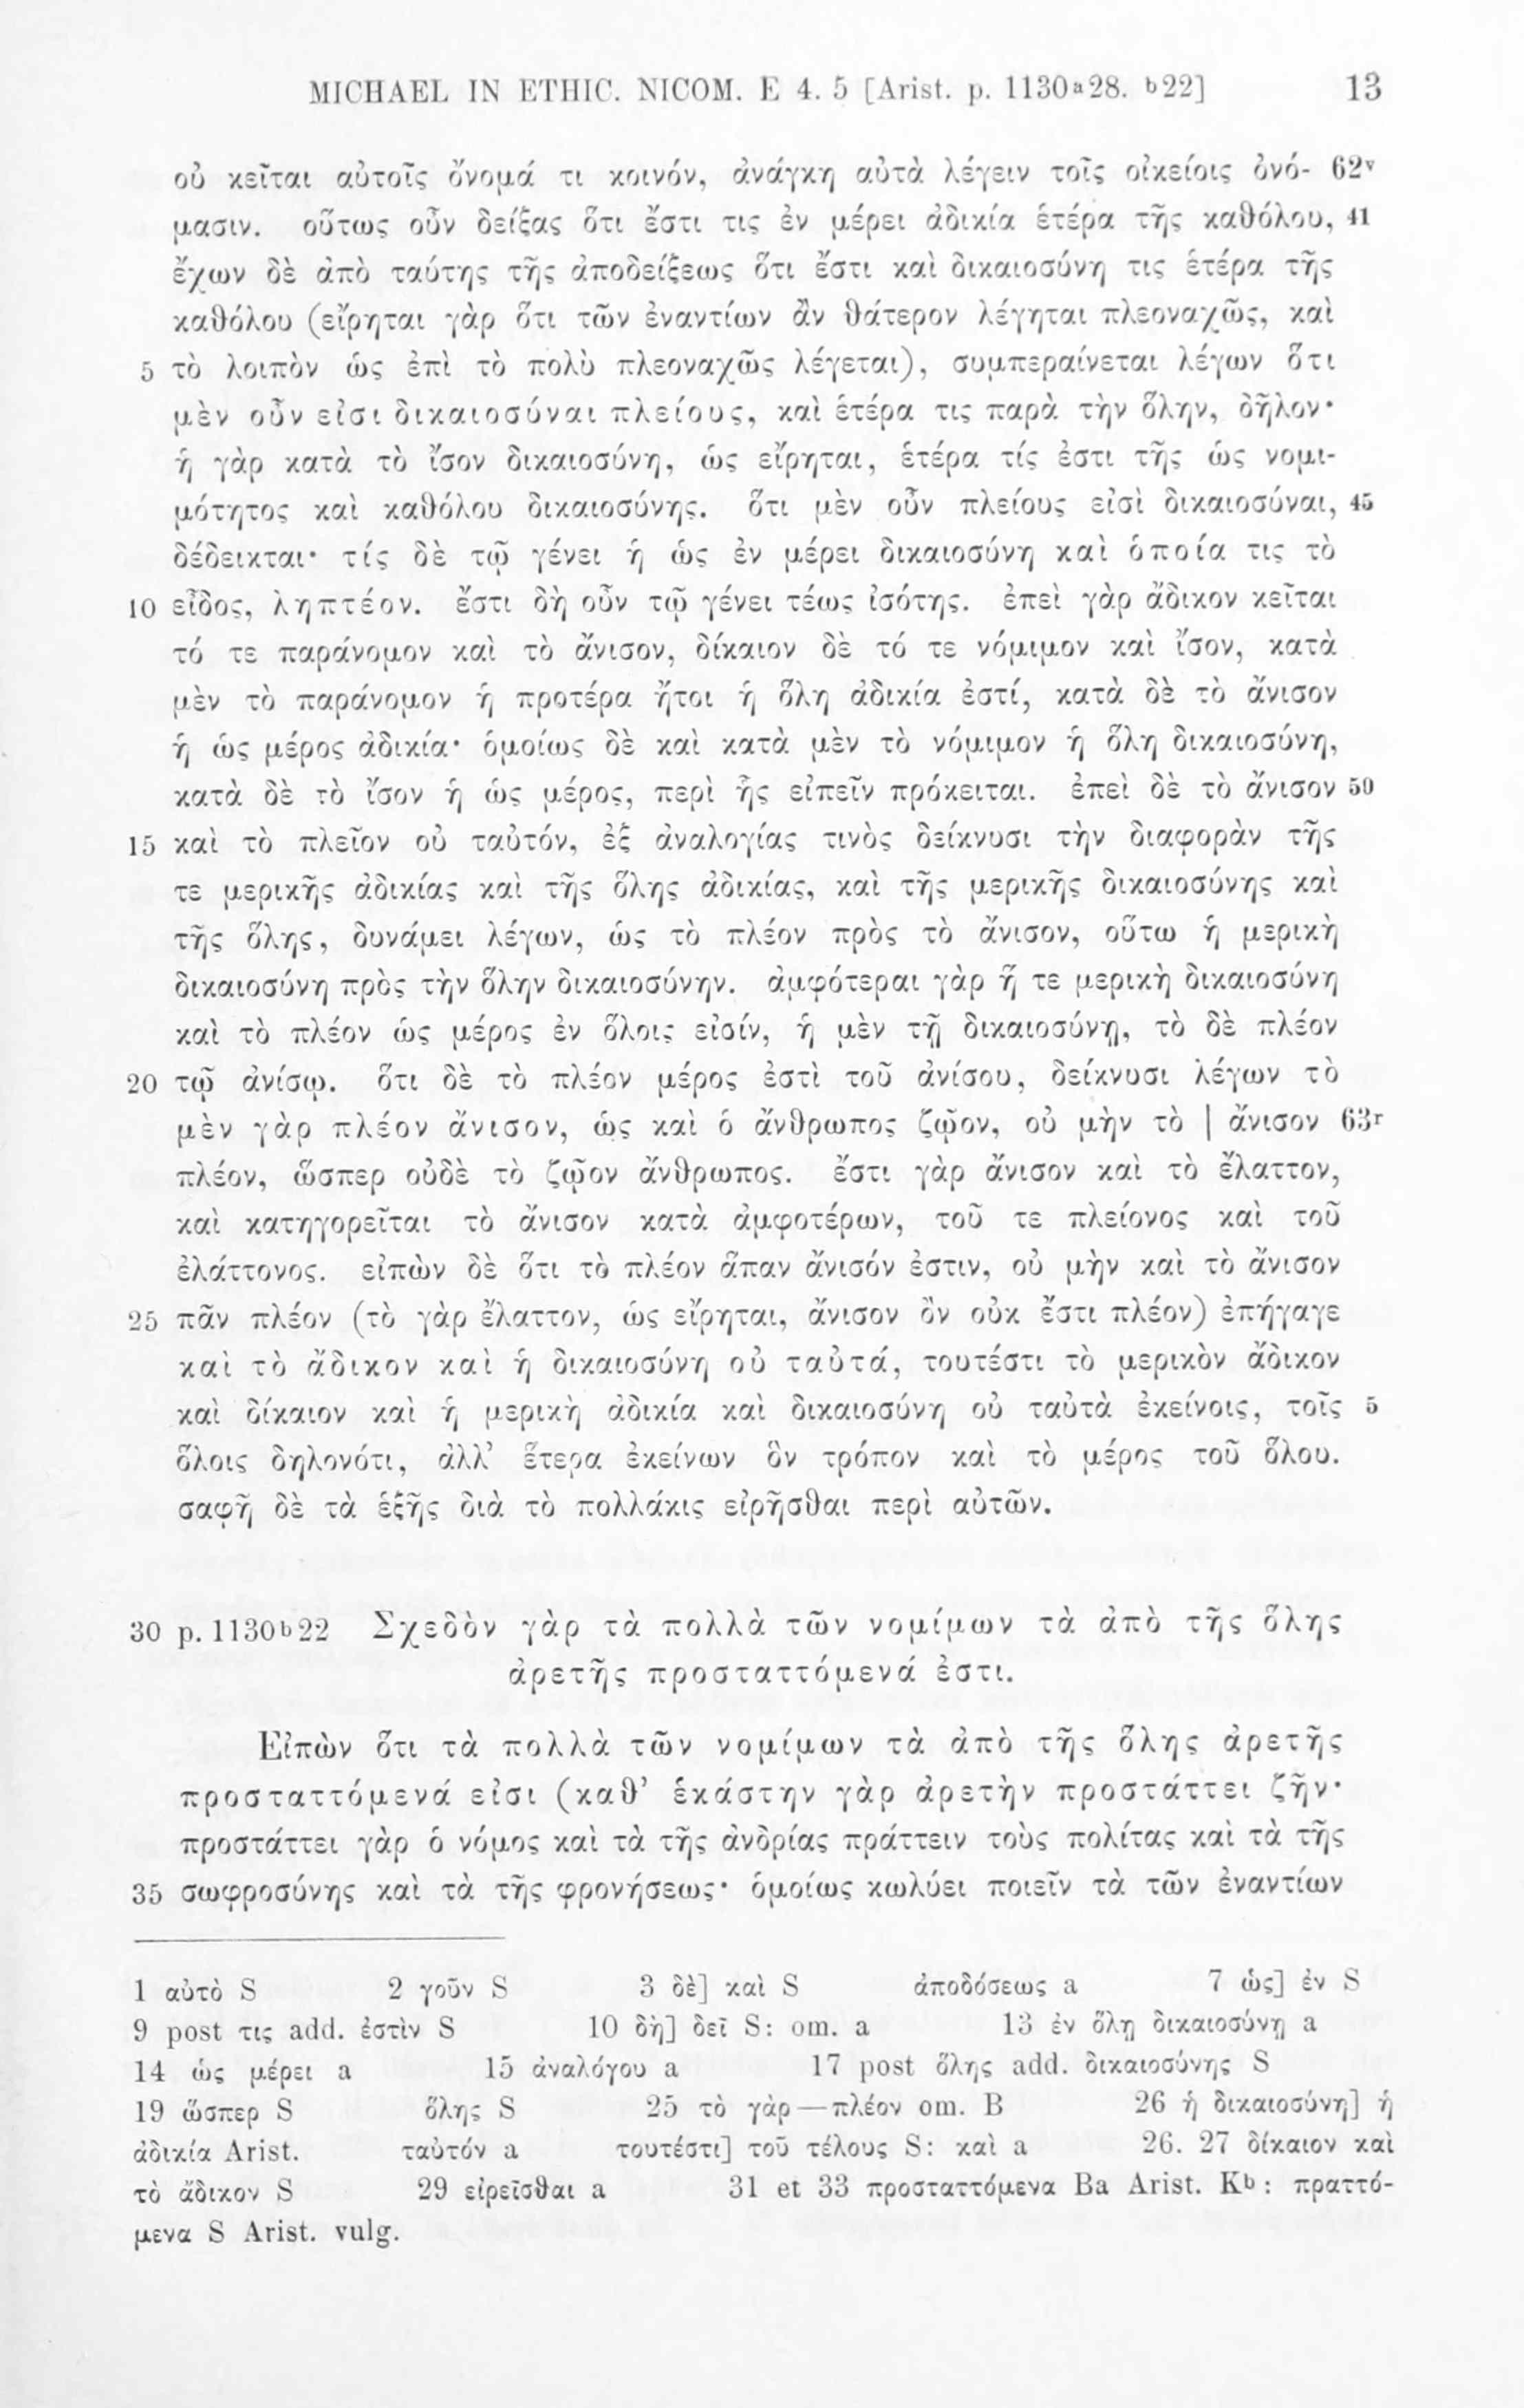 MICHAEL IN ETHIC. NICOM. E 4. 5 [Arist. p. 1130a28. b22] 13
οὐ κεῖται αὐτοῖς ὄνομά τι κοινόν, ἀνάγκη αὐτὰ λέγειν τοῖς οἰκείοις ὀνό- 62v
μασιν. οὕτως οὖν δείξας ὅτι ἔστι τις ἐν μέρει ἀδικία ἑτέρα τῆς καθόλου, 41
ἔχων δὲ ἀπὸ ταύτης τῆς ἀποδείξεως ὅτι ἔστι καὶ δικαιοσύνη τις ἑτέρα τῆς
καθόλου (εἴρηται γὰρ ὅτι τῶν ἐναντίων ἂν θάτερον λέγηται πλεοναχῶς, καὶ
5 τὸ λοιπὸν ὡς ἐπὶ τὸ πολὺ πλεοναχῶς λέγεται), συμπεραίνεται λέγων ὅτι
μὲν οὖν εἰσι δικαιοσύναι πλείους, καὶ ἑτέρα τις παρὰ τὴν ὅλην, δῆλον·
ἡ γὰρ κατὰ τὸ ἴσον δικαιοσύνη, ὡς εἴρηται, ἑτέρα τίς ἐστι τῆς ὡς νομι-
μότητος καὶ καθόλου δικαιοσύνης. ὅτι μὲν οὖν πλείους εἰσὶ δικαιοσύναι, 45
δέδεικται· τίς δὲ τῷ γένει ἡ ὡς ἐν μέρει δικαιοσύνη καὶ ὁποία τις τὸ
10 εἶδος, ληπτέον. ἔστι δὴ οὖν τῷ γένει τέως ἰσότης. ἐπεὶ γὰρ ἄδικον κεῖται
τό τε παράνομον καὶ τὸ ἄνισον, δίκαιον δὲ τό τε νόμιμον καὶ ἴσον, κατὰ
μὲν τὸ παράνομον ἡ προτέρα ἤτοι ἡ ὅλη ἀδικία ἐστί, κατὰ δὲ τὸ ἄνισον
ἡ ὡς μέρος ἀδικία· ὁμοίως δὲ καὶ κατὰ μὲν τὸ νόμιμον ἡ ὅλη δικαιοσύνη,
κατὰ δὲ τὸ ἴσον ἡ ὡς μέρος, περὶ ἧς εἰπεῖν πρόκειται. ἐπεὶ δὲ τὸ ἄνισον 50
15 καὶ τὸ πλεῖον οὐ ταὐτόν, ἐξ ἀναλογίας τινὸς δείκνυσι τὴν διαφορὰν τῆς
τε μερικῆς ἀδικίας καὶ τῆς ὅλης ἀδικίας, καὶ τῆς μερικῆς δικαιοσύνης καὶ
τῆς ὅλης, δυνάμει λέγων, ὡς τὸ πλέον πρὸς τὸ ἄνισον, οὕτω ἡ μερικὴ
δικαιοσύνη πρὸς τὴν ὅλην δικαιοσύνην. ἀμφότεραι γὰρ ἥ τε μερικὴ δικαιοσύνη
καὶ τὸ πλέον ὡς μέρος ἐν ὅλοις εἰσίν, ἡ μὲν τῇ δικαιοσύνῃ, τὸ δὲ πλέον
20 τῷ ἀνίσῳ. ὅτι δὲ τὸ πλέον μέρος ἐστὶ τοῦ ἀνίσου, δείκνυσι λέγων τὸ
μὲν γὰρ πλέον ἄνισον, ὡς καὶ ὁ ἄνθρωπος ζῷον, οὐ μὴν τὸ | ἄνισον 63r
πλέον, ὥσπερ οὐδὲ τὸ ζῷον ἄνθρωπος. ἔστι γὰρ ἄνισον καὶ τὸ ἔλαττον,
καὶ κατηγορεῖται τὸ ἄνισον κατὰ ἀμφοτέρων, τοῦ τε πλείονος καὶ τοῦ
ἐλάττονος. εἰπὼν δὲ ὅτι τὸ πλέον ἅπαν ἄνισόν ἐστιν, οὐ μὴν καὶ τὸ ἄνισον
25 πᾶν πλέον (τὸ γὰρ ἔλαττον, ὡς εἴρηται, ἄνισον ὂν οὐκ ἔστι πλέον) ἐπήγαγε
καὶ τὸ ἄδικον καὶ ἡ δικαιοσύνη οὐ ταὐτά, τουτέστι τὸ μερικὸν ἄδικον
καὶ δίκαιον καὶ ἡ μερικὴ ἀδικία καὶ δικαιοσύνη οὐ ταὐτὰ ἐκείνοις, τοῖς 5
ὅλοις δηλονότι, ἀλλ’ ἕτερα ἐκείνων ὃν τρόπον καὶ τὸ μέρος τοῦ ὅλου.
σαφῆ δὲ τὰ ἑξῆς διὰ τὸ πολλάκις εἰρῆσθαι περὶ αὐτῶν.
30 p. 1130b22 Σχεδὸν γὰρ τὰ πολλὰ τῶν νομίμων τὰ ἀπὸ τῆς ὅλης
ἀρετῆς προσταττόμενά ἐστι.
Εἰπὼν ὅτι τὰ πολλὰ τῶν νομίμων τὰ ἀπὸ τῆς ὅλης ἀρετῆς
προσταττόμενά εἰσι (καθ’ ἑκάστην γὰρ ἀρετὴν προστάττει ζῆν·
προστάττει γὰρ ὁ νόμος καὶ τὰ τῆς ἀνδρίας πράττειν τοὺς πολίτας καὶ τὰ τῆς
35 σωφροσύνης καὶ τὰ τῆς φρονήσεως· ὁμοίως κωλύει ποιεῖν τὰ τῶν ἐναντίων
1 αὐτὸ S 2 γοῦν S 3 δὲ] καὶ S ἀποδόσεως a 7 ὡς] ἐν S
9 post τις add. ἐστὶν S 10 δὴ] δεῖ S: om. a 13 ἐν ὅλῃ δικαιοσύνῃ a
14 ὡς μέρει a 15 ἀναλόγου a 17 post ὅλης add. δικαιοσύνης S
19 ὥσπερ S ὅλης S 25 τὸ γὰρ — πλέον om. B 26 ἡ δικαιοσύνη] ἡ
ἀδικία Arist. ταὐτόν a τουτέστι] τοῦ τέλους S: καὶ a 26. 27 δίκαιον καὶ
τὸ ἄδικον S 29 εἰρεῖσθαι a 31 et 33 προσταττόμενα Ba Arist. Kb: πραττό-
μενα S Arist. vulg.